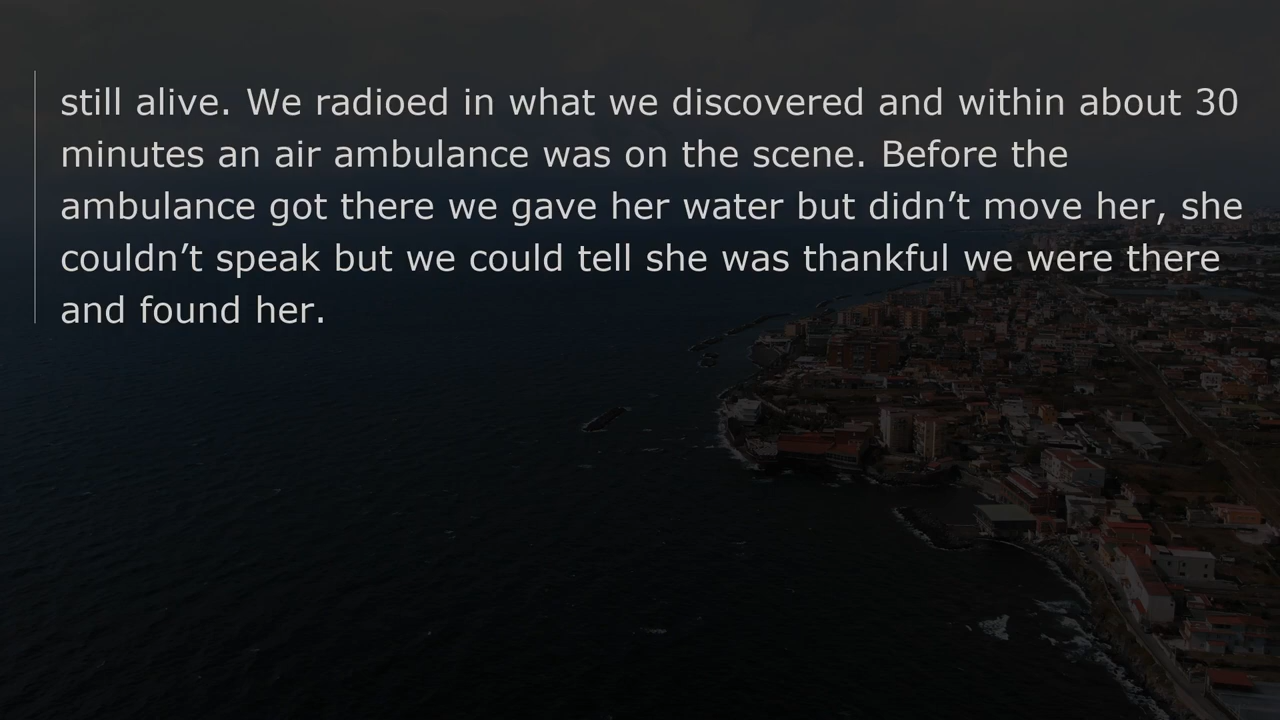 still alive. We radioed in what we discovered and within about 30
minutes an air ambulance was on the scene. Before the
ambulance got there we gave her water but didn’t move her, she
couldn’t speak but we could tell she was thankful we were there
and found her.